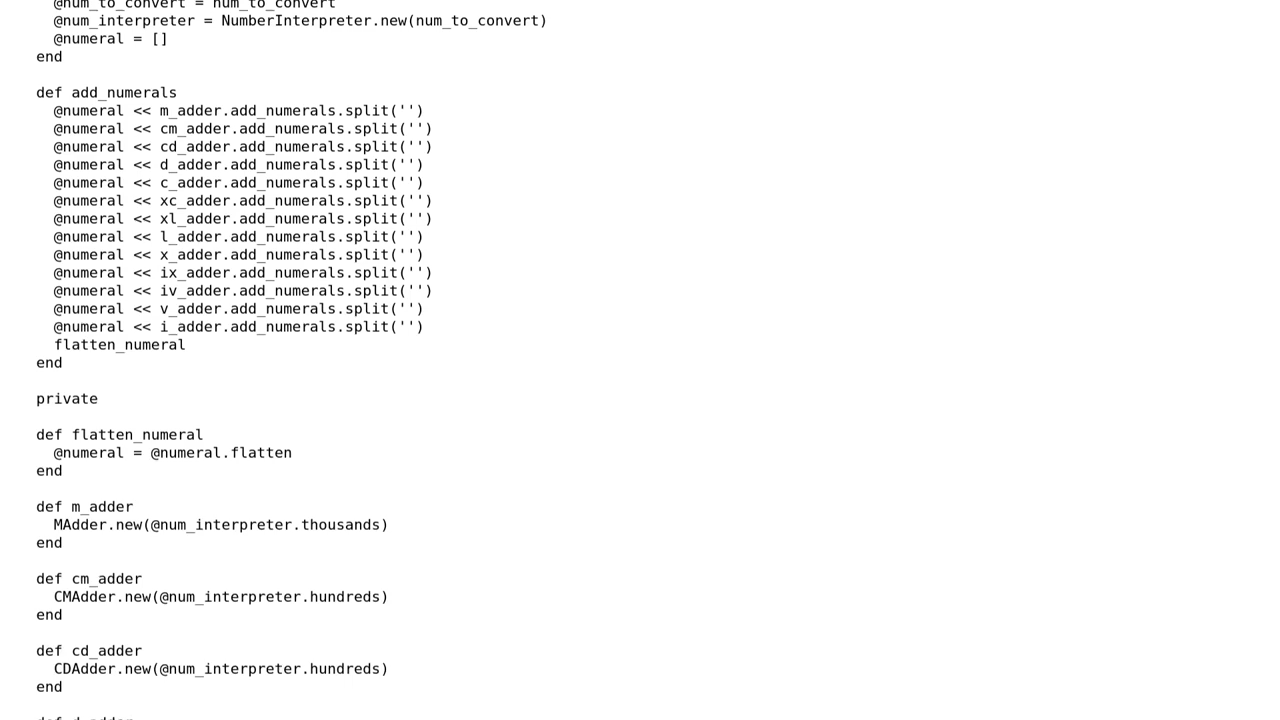 @num_to_convert = num_to_convert
@num_interpreter = NumberInterpreter.new(num_to_convert)
@numeral = []
end
def add_numerals
@numeral << m_adder.add_numerals.split('')
@numeral << cm_adder.add_numerals.split('')
@numeral << cd_adder.add_numerals.split('')
@numeral << d_adder.add_numerals.split('')
@numeral << c_adder.add_numerals.split('')
@numeral << xc_adder.add_numerals.split('')
@numeral << xl_adder.add_numerals.split('')
@numeral << l_adder.add_numerals.split('')
@numeral << x_adder.add_numerals.split('')
@numeral << ix_adder.add_numerals.split('')
@numeral << iv_adder.add_numerals.split('')
@numeral << v_adder.add_numerals.split('')
@numeral << i_adder.add_numerals.split('')
flatten_numeral
end
private
def flatten_numeral
@numeral = @numeral.flatten
end
def m_adder
MAdder.new(@num_interpreter.thousands)
end
def cm_adder
CMAdder.new(@num_interpreter.hundreds)
end
def cd_adder
CDAdder.new(@num_interpreter.hundreds)
end